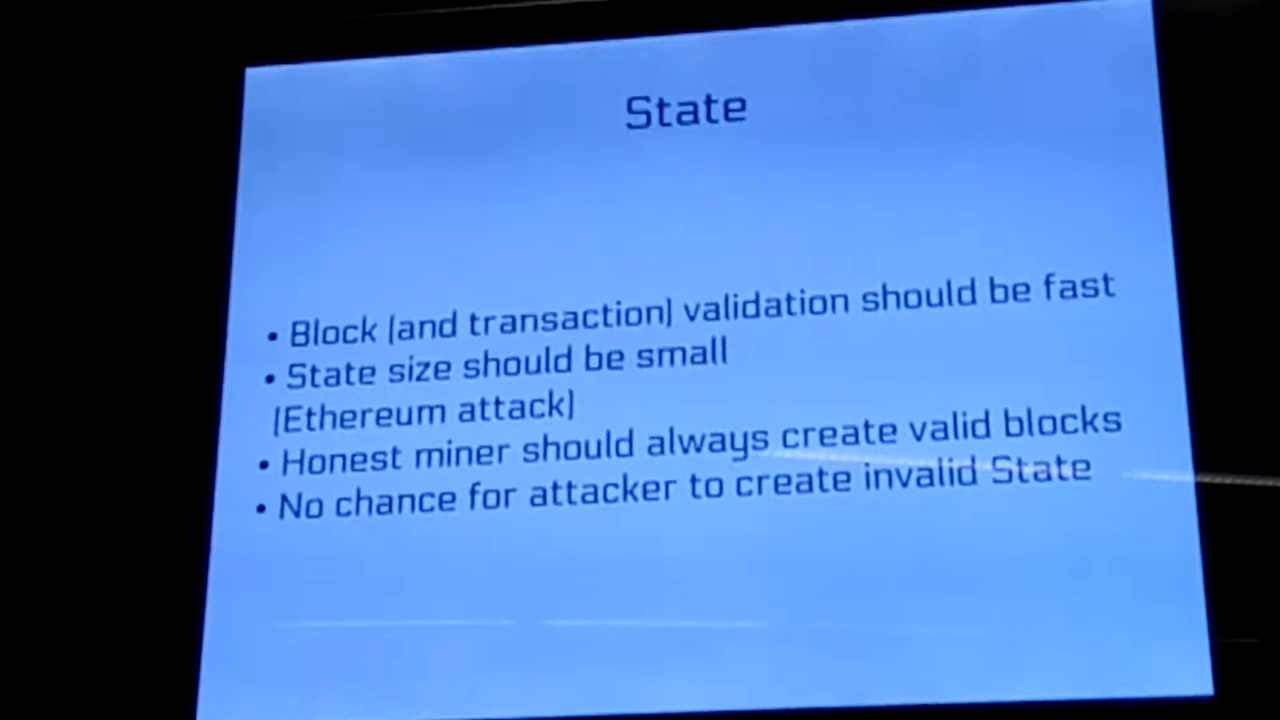 State
• Block (and transaction) validation should be fast
• State size should be small
(Ethereum attack)
• Honest miner should always create valid blocks
• No chance for attacker to create invalid State